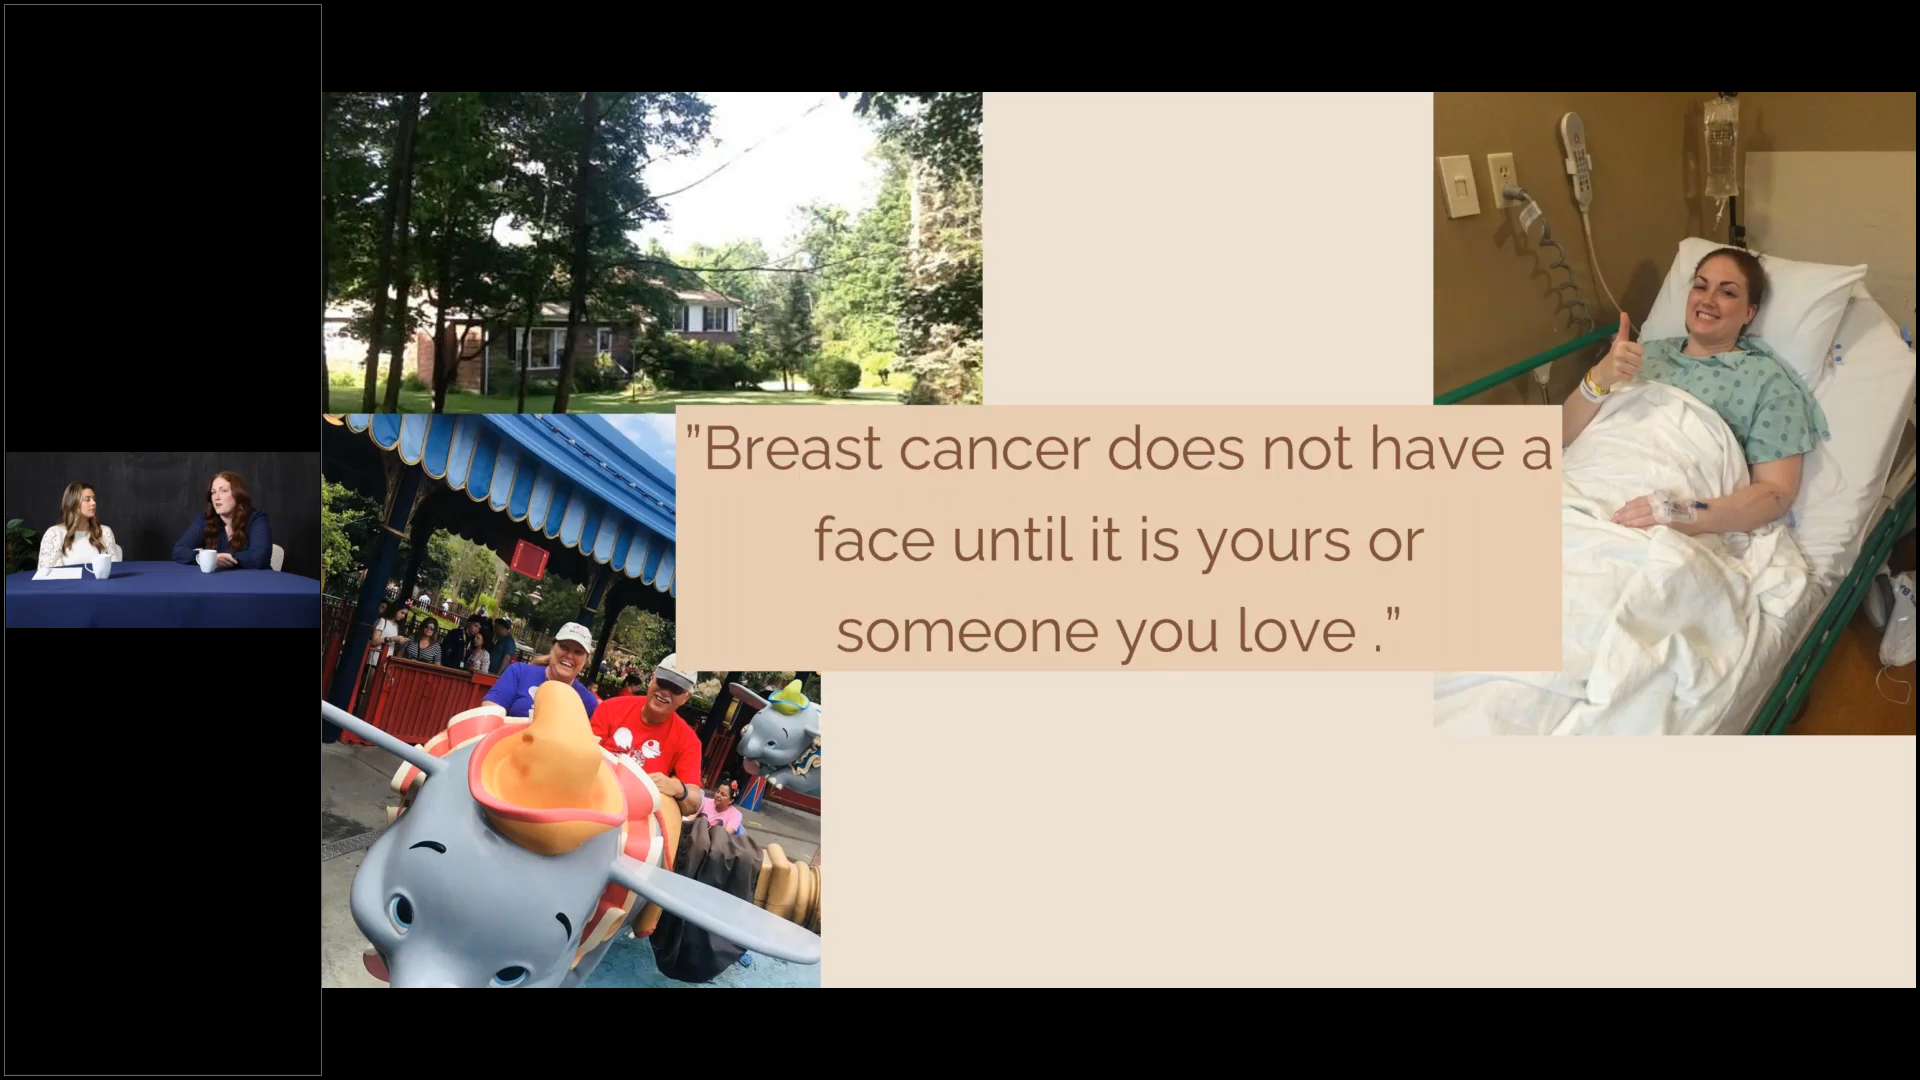 ”Breast cancer does not have a
face until it is yours or
someone you love .”